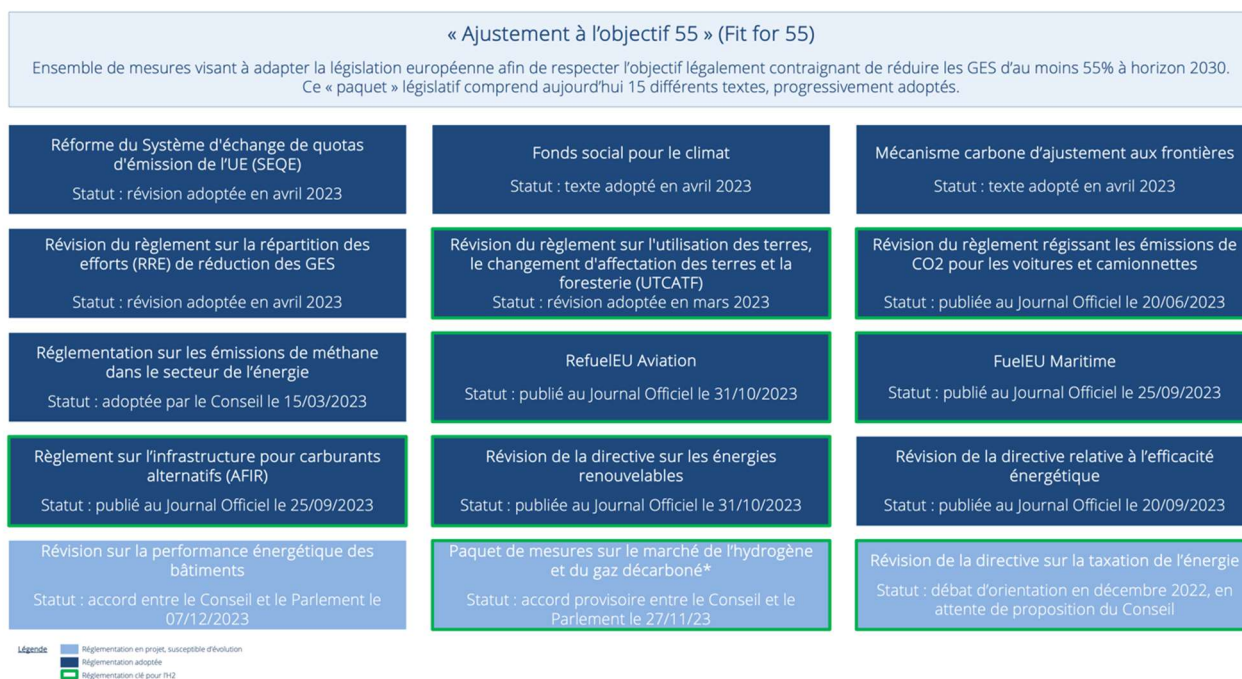 « Ajustement à l’objectif 55 » (Fit for 55)
Ensemble de mesures visant à adapter la législation européenne afin de respecter l’objectif légalement contraignant de réduire les GES d’au moins 55% à horizon 2030.
Ce « paquet » législatif comprend aujourd’hui 15 différents textes, progressivement adoptés.
Réforme du Système d'échange de quotas
d'émission de l’UE (SEQE)
Statut : révision adoptée en avril 2023
Fonds social pour le climat
Statut : texte adopté en avril 2023
Mécanisme carbone d’ajustement aux frontières
Statut : texte adopté en avril 2023
Révision du règlement sur la répartition des
efforts (RRE) de réduction des GES
Statut : révision adoptée en avril 2023
Révision du règlement sur l'utilisation des terres,
le changement d'affectation des terres et la
foresterie (UTCATF)
Statut : révision adoptée en mars 2023
Révision du règlement régissant les émissions de
CO2 pour les voitures et camionnettes
Statut : publiée au Journal Officiel le 20/06/2023
Réglementation sur les émissions de méthane
dans le secteur de l’énergie
Statut : adoptée par le Conseil le 15/03/2023
RefuelEU Aviation
Statut : publié au Journal Officiel le 31/10/2023
FuelEU Maritime
Statut : publié au Journal Officiel le 25/09/2023
Règlement sur l’infrastructure pour carburants
alternatifs (AFIR)
Statut : publié au Journal Officiel le 25/09/2023
Révision de la directive sur les énergies
renouvelables
Statut : publiée au Journal Officiel le 31/10/2023
Révision de la directive relative à l’efficacité
énergétique
Statut : publiée au Journal Officiel le 20/09/2023
Révision sur la performance énergétique des
bâtiments
Statut : accord entre le Conseil et le Parlement le
07/12/2023
Paquet de mesures sur le marché de l’hydrogène
et du gaz décarboné*
Statut : accord provisoire entre le Conseil et le
Parlement le 27/11/23
Révision de la directive sur la taxation de l’énergie
Statut : débat d’orientation en décembre 2022, en
attente de proposition du Conseil
Légende
Réglementation en projet, susceptible d’évolution
Réglementation adoptée
Réglementation clé pour l’H2